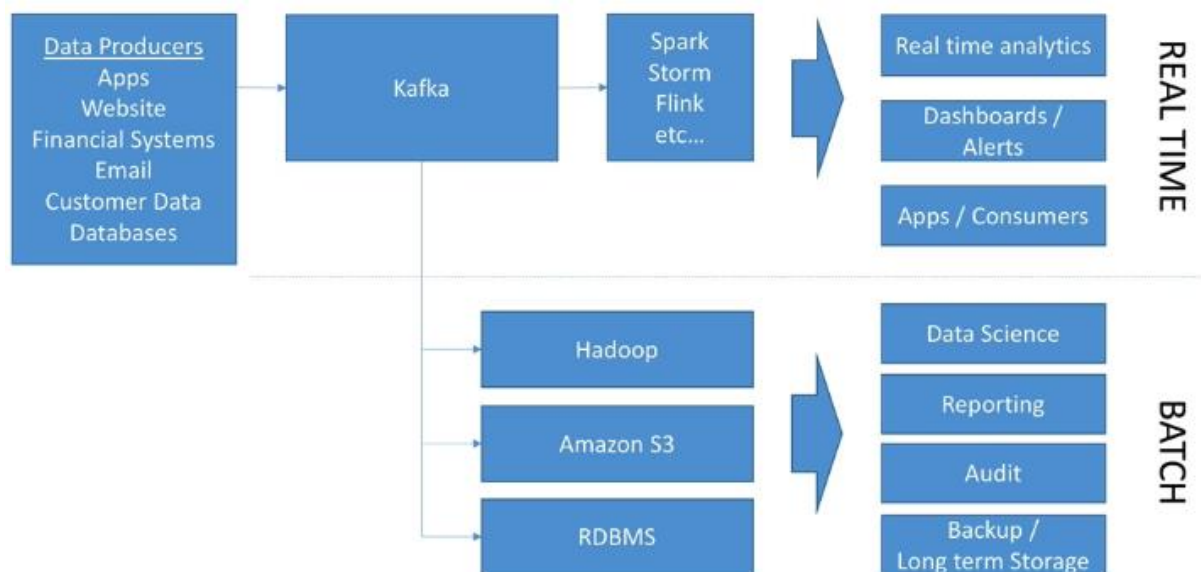 Data Producers
Apps
Website
Financial Systems
Email
Customer Data
Databases
Kafka
Spark
Storm
Flink
etc...
Real time analytics
Dashboards /
Alerts
Apps / Consumers
REAL TIME
Hadoop
Amazon S3
RDBMS
Data Science
Reporting
Audit
Backup /
Long term Storage
BATCH